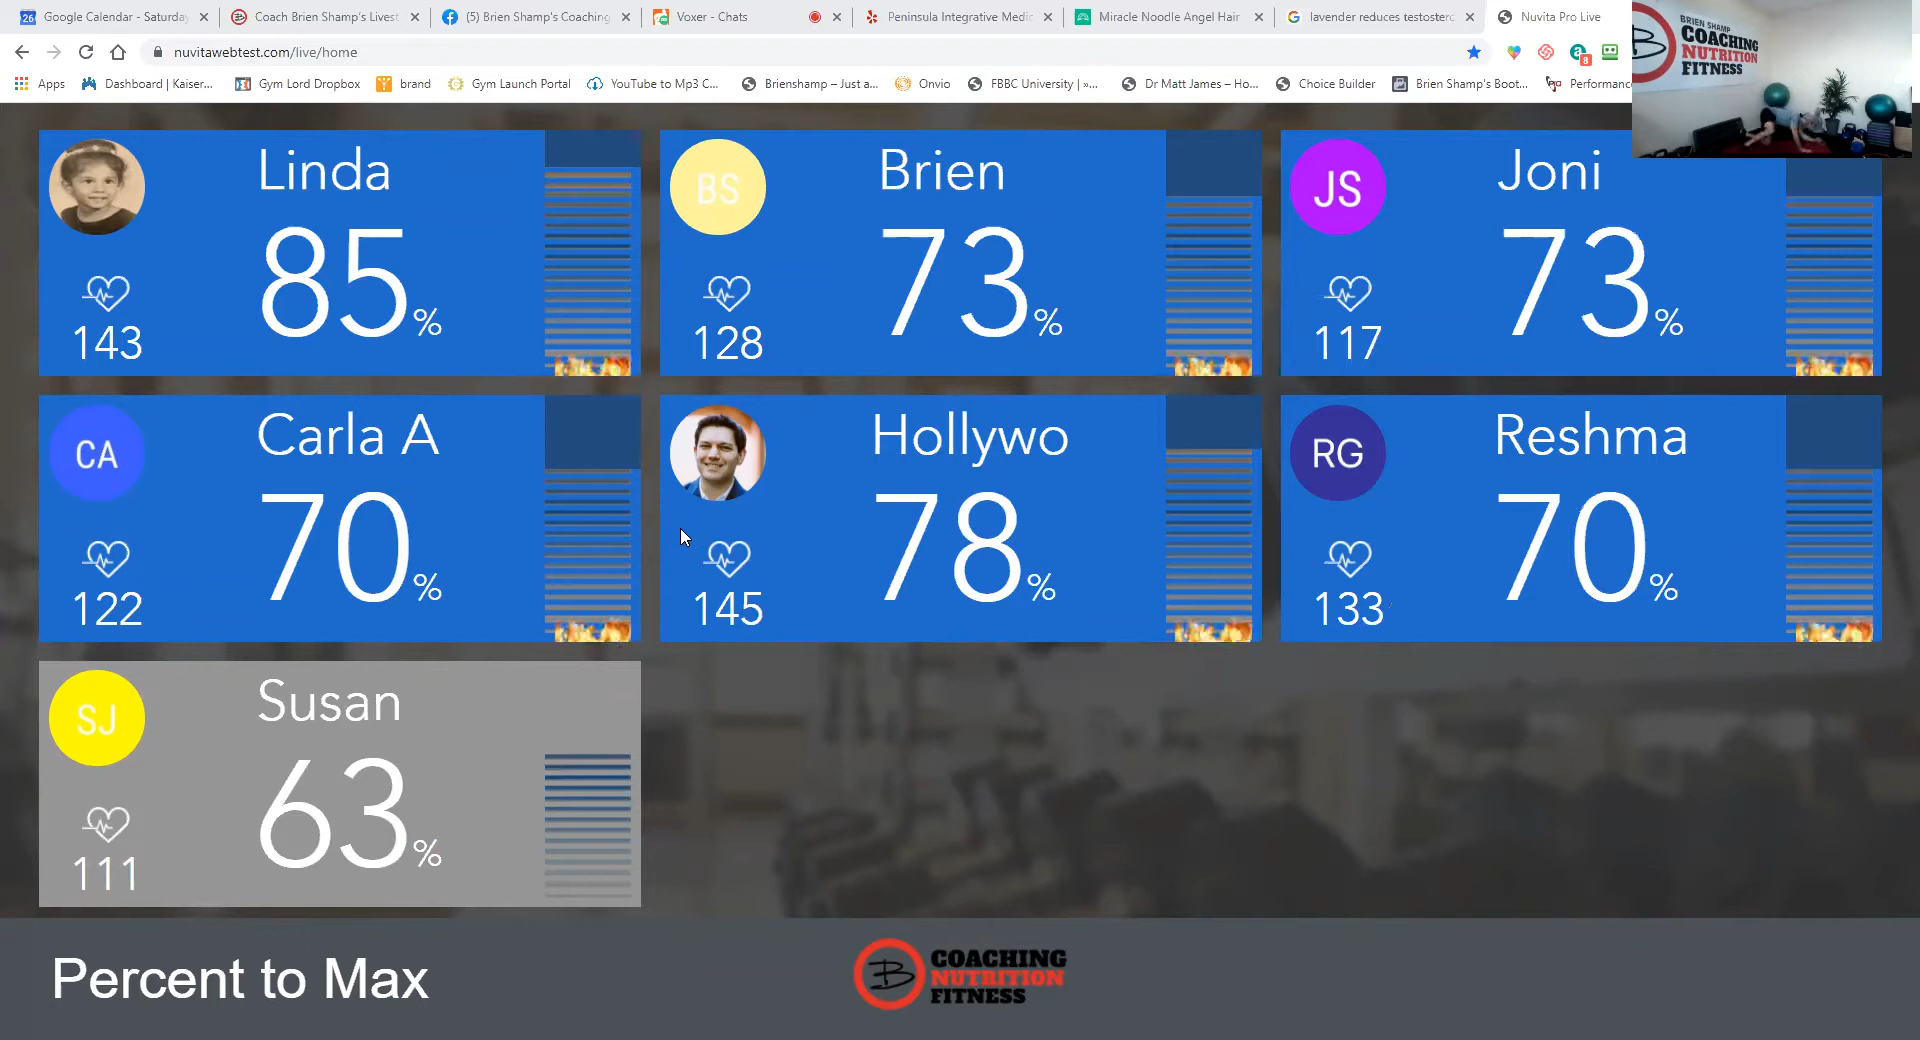 Google Calendar - Saturday
Coach Brien Shamp's Livest
(5) Brien Shamp's Coaching
Voxer - Chats
Peninsula Integrative Medic
Miracle Noodle Angel Hair
lavender reduces testosterc
Nuvita Pro Live
nuvitawebtest.com/live/home
8
Apps
Dashboard | Kaiser...
Gym Lord Dropbox
brand
Gym Launch Portal
YouTube to Mp3 C...
Brienshamp – Just a...
Onvio
FBBC University | »...
Dr Matt James – Ho...
Choice Builder
Brien Shamp's Boot...
Performance
BRIEN SHAMP
COACHING
NUTRITION
FITNESS
Linda
85%
143
BS
Brien
73%
128
JS
Joni
73%
117
CA
Carla A
70%
122
Hollywo
78%
145
RG
Reshma
70%
133
SJ
Susan
63%
111
Percent to Max
B
COACHING
NUTRITION
FITNESS